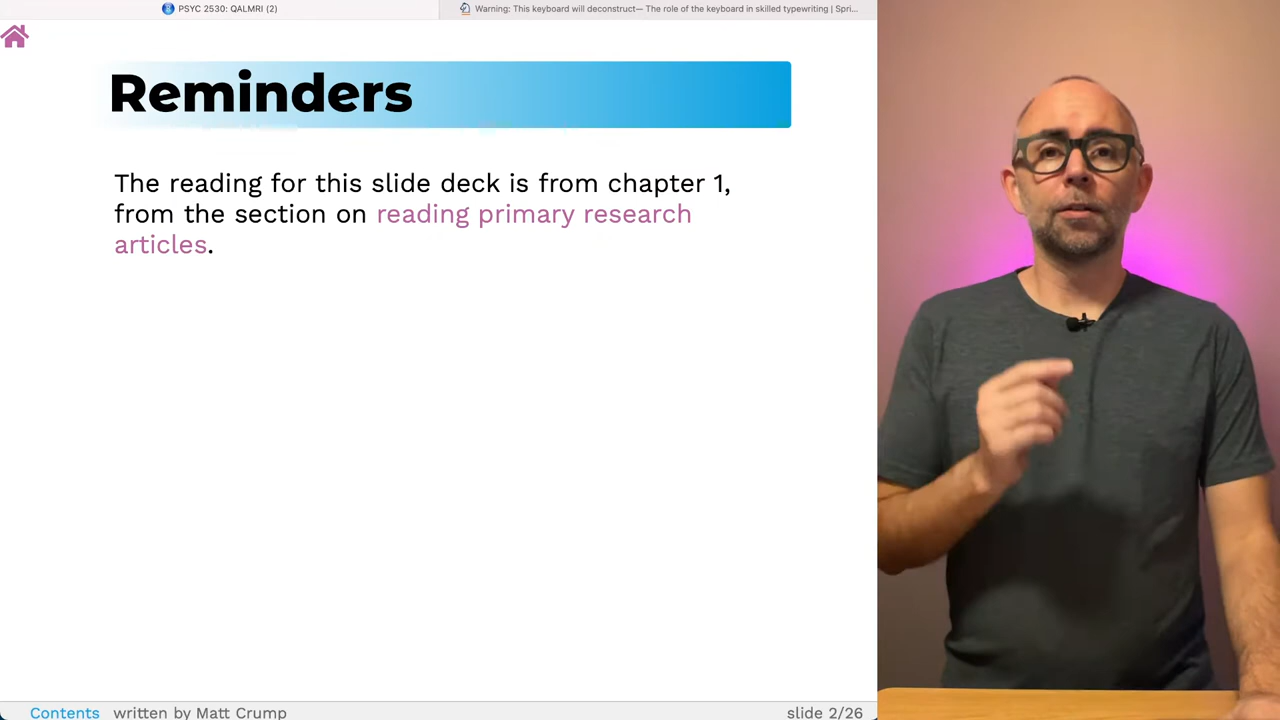 PSYC 2530: QALMRI (2)
Warning: This keyboard will deconstruct— The role of the keyboard in skilled typewriting | Spri...
Reminders
The reading for this slide deck is from chapter 1,
from the section on reading primary research
articles.
Contents written by Matt Crump
slide 2/26